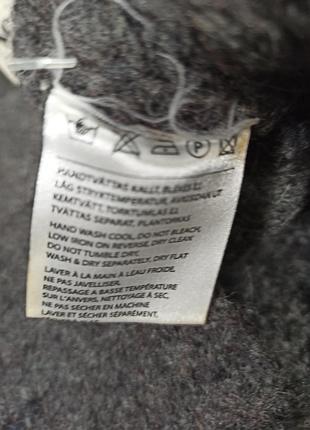 P
HANDTVÄTTAS KALLT, BLEKES EJ
LÅG STRYKTEMPERATUR, AVIGSIDAN UT
KEMTVÄTT, TORKTUMLAS EJ
TVÄTTAS SEPARAT, PLANTORKAS
HAND WASH COOL, DO NOT BLEACH,
LOW IRON ON REVERSE, DRY CLEAN
DO NOT TUMBLE DRY.
WASH & DRY SEPARATELY, DRY FLAT
LAVER À LA MAIN À L'EAU FROIDE,
NE PAS JAVELLISER.
REPASSAGE A BASSE TEMPÉRATURE
SUR L'ANVERS, NETTOYAGE À SEC,
NE PAS SÉCHER EN MACHINE
LAVER ET SÉCHER SÉPARÉMENT,